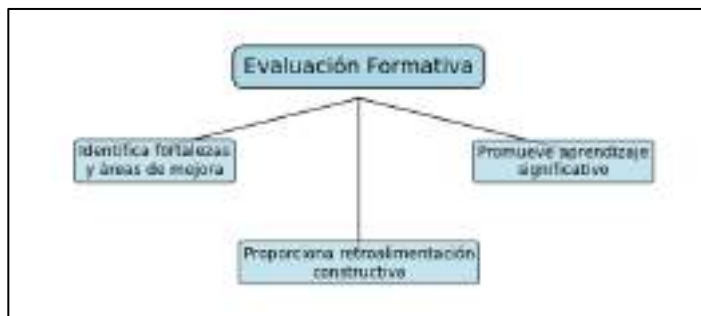 Evaluación Formativa
Identifica fortalezas
y áreas de mejora
Promueve aprendizaje
significativo
Proporciona retroalimentación
constructiva